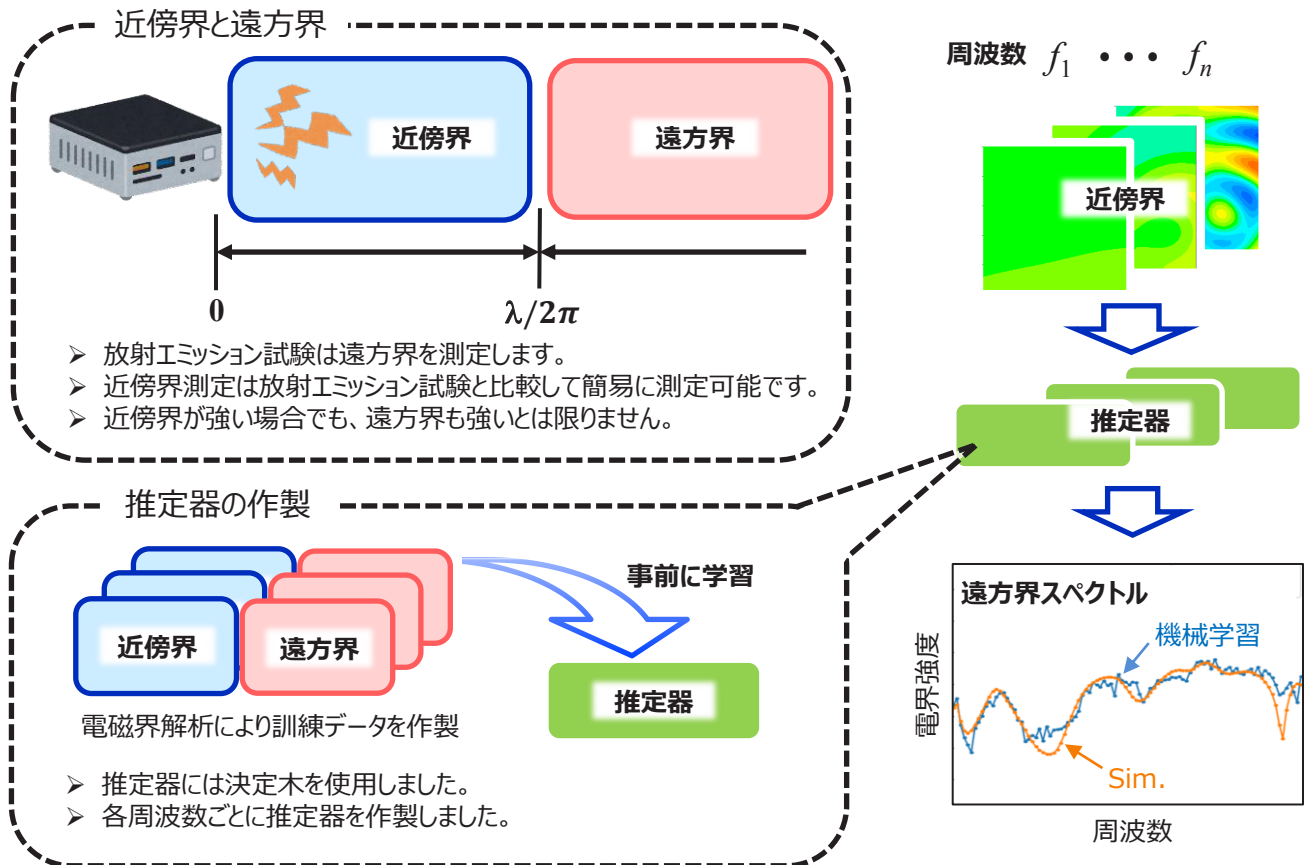 近傍界と遠方界
近傍界
遠方界
0
λ/2π
➢ 放射エミッション試験は遠方界を測定します。
➢ 近傍界測定は放射エミッション試験と比較して簡易に測定可能です。
➢ 近傍界が強い場合でも、遠方界も強いとは限りません。
推定器の作製
近傍界
遠方界
事前に学習
推定器
電磁界解析により訓練データを作製
➢ 推定器には決定木を使用しました。
➢ 各周波数ごとに推定器を作製しました。
周波数 f1 ・・・ fn
近傍界
推定器
遠方界スペクトル
機械学習
Sim.
電界強度
周波数